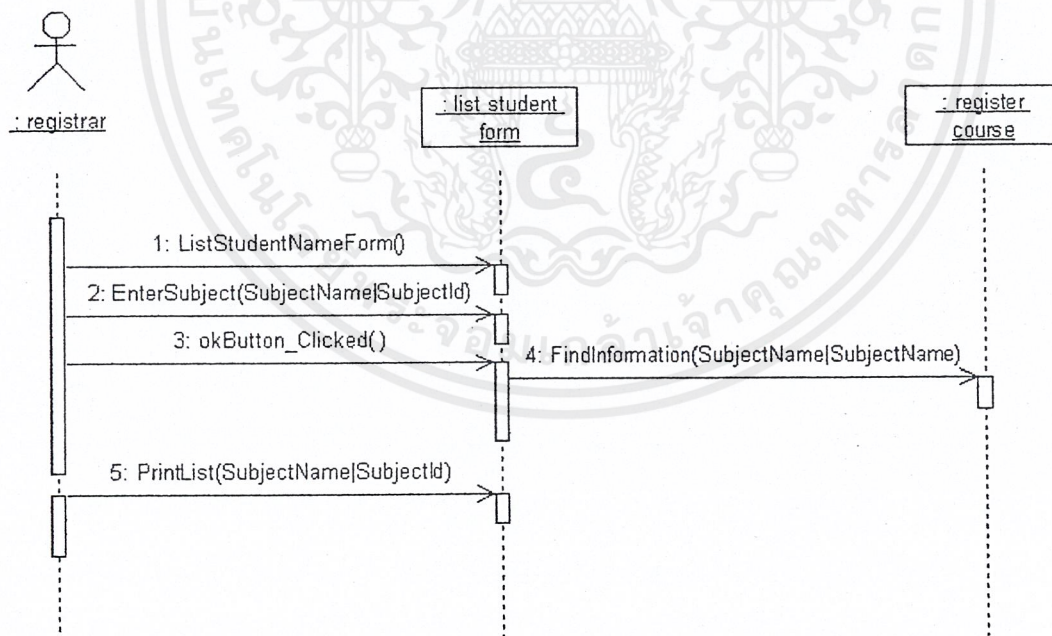 : registrar
: list student
form
: register
course
1: ListStudentNameForm()
2: EnterSubject(SubjectName|SubjectId)
3: okButton_Clicked()
4: FindInformation(SubjectName|SubjectName)
5: PrintList(SubjectName|SubjectId)